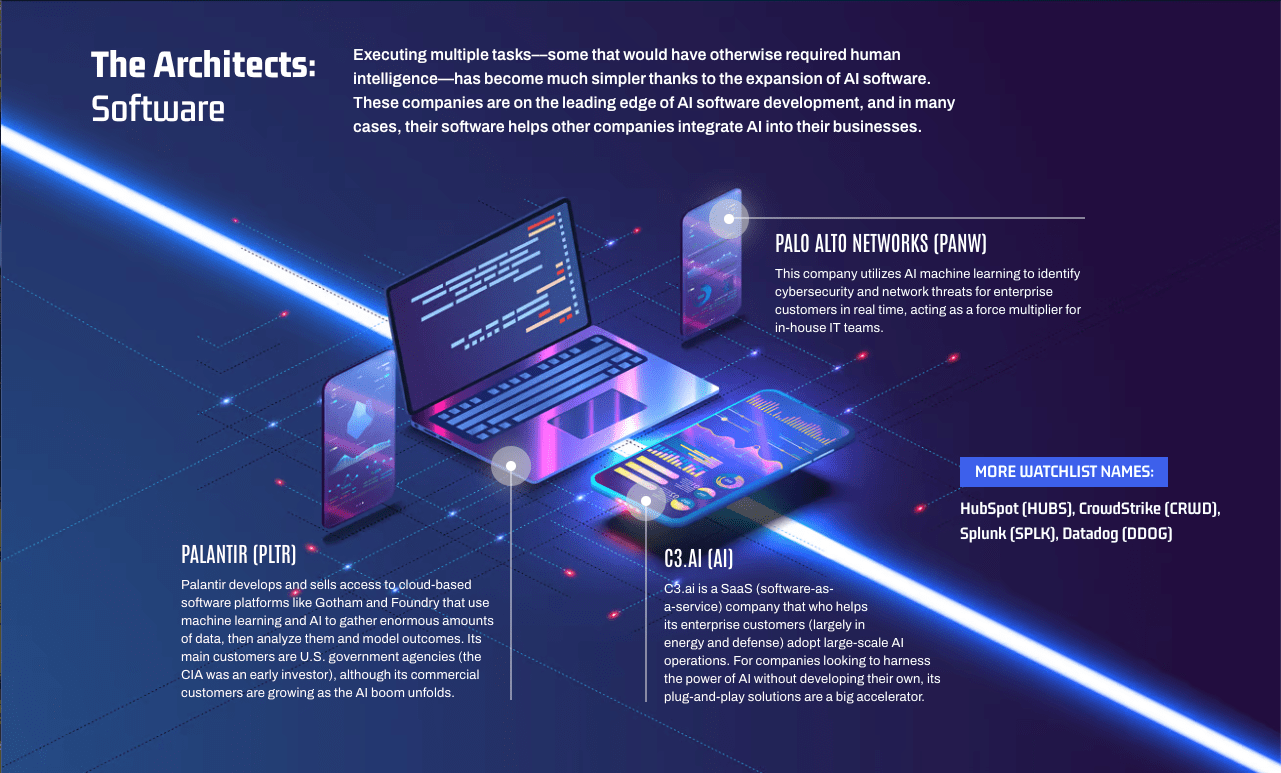 The Architects:
Software
Executing multiple tasks—some that would have otherwise required human
intelligence—has become much simpler thanks to the expansion of AI software.
These companies are on the leading edge of AI software development, and in many
cases, their software helps other companies integrate AI into their businesses.
PALO ALTO NETWORKS (PANW)
This company utilizes AI machine learning to identify
cybersecurity and network threats for enterprise
customers in real time, acting as a force multiplier for
in-house IT teams.
MORE WATCHLIST NAMES:
HubSpot (HUBS), CrowdStrike (CRWD),
Splunk (SPLK), Datadog (DDOG)
PALANTIR (PLTR)
Palantir develops and sells access to cloud-based
software platforms like Gotham and Foundry that use
machine learning and AI to gather enormous amounts
of data, then analyze them and model outcomes. Its
main customers are U.S. government agencies (the
CIA was an early investor), although its commercial
customers are growing as the AI boom unfolds.
C3.AI (AI)
C3.ai is a SaaS (software-as-
a-service) company that who helps
its enterprise customers (largely in
energy and defense) adopt large-scale AI
operations. For companies looking to harness
the power of AI without developing their own, its
plug-and-play solutions are a big accelerator.